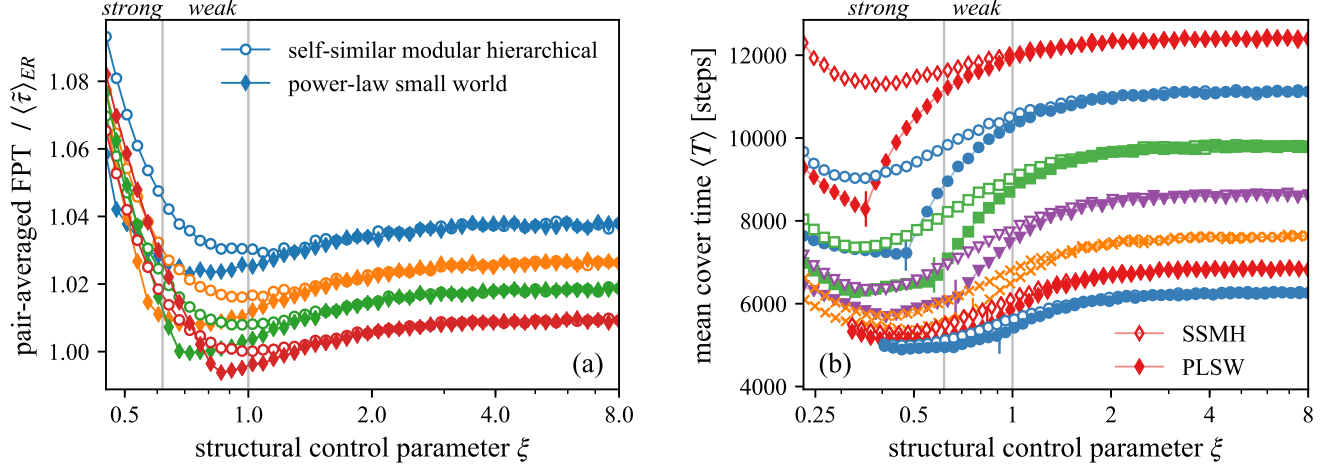 strong weak
self-similar modular hierarchical
power-law small world
pair-averaged FPT / ⟨τ̃⟩ER
1.08
1.06
1.04
1.02
1.00
(a)
0.5 1.0 2.0 4.0 8.0
structural control parameter ξ
strong weak
mean cover time ⟨T⟩ [steps]
12000
10000
8000
6000
4000
SSMH
PLSW
(b)
0.25 0.5 1 2 4 8
structural control parameter ξ